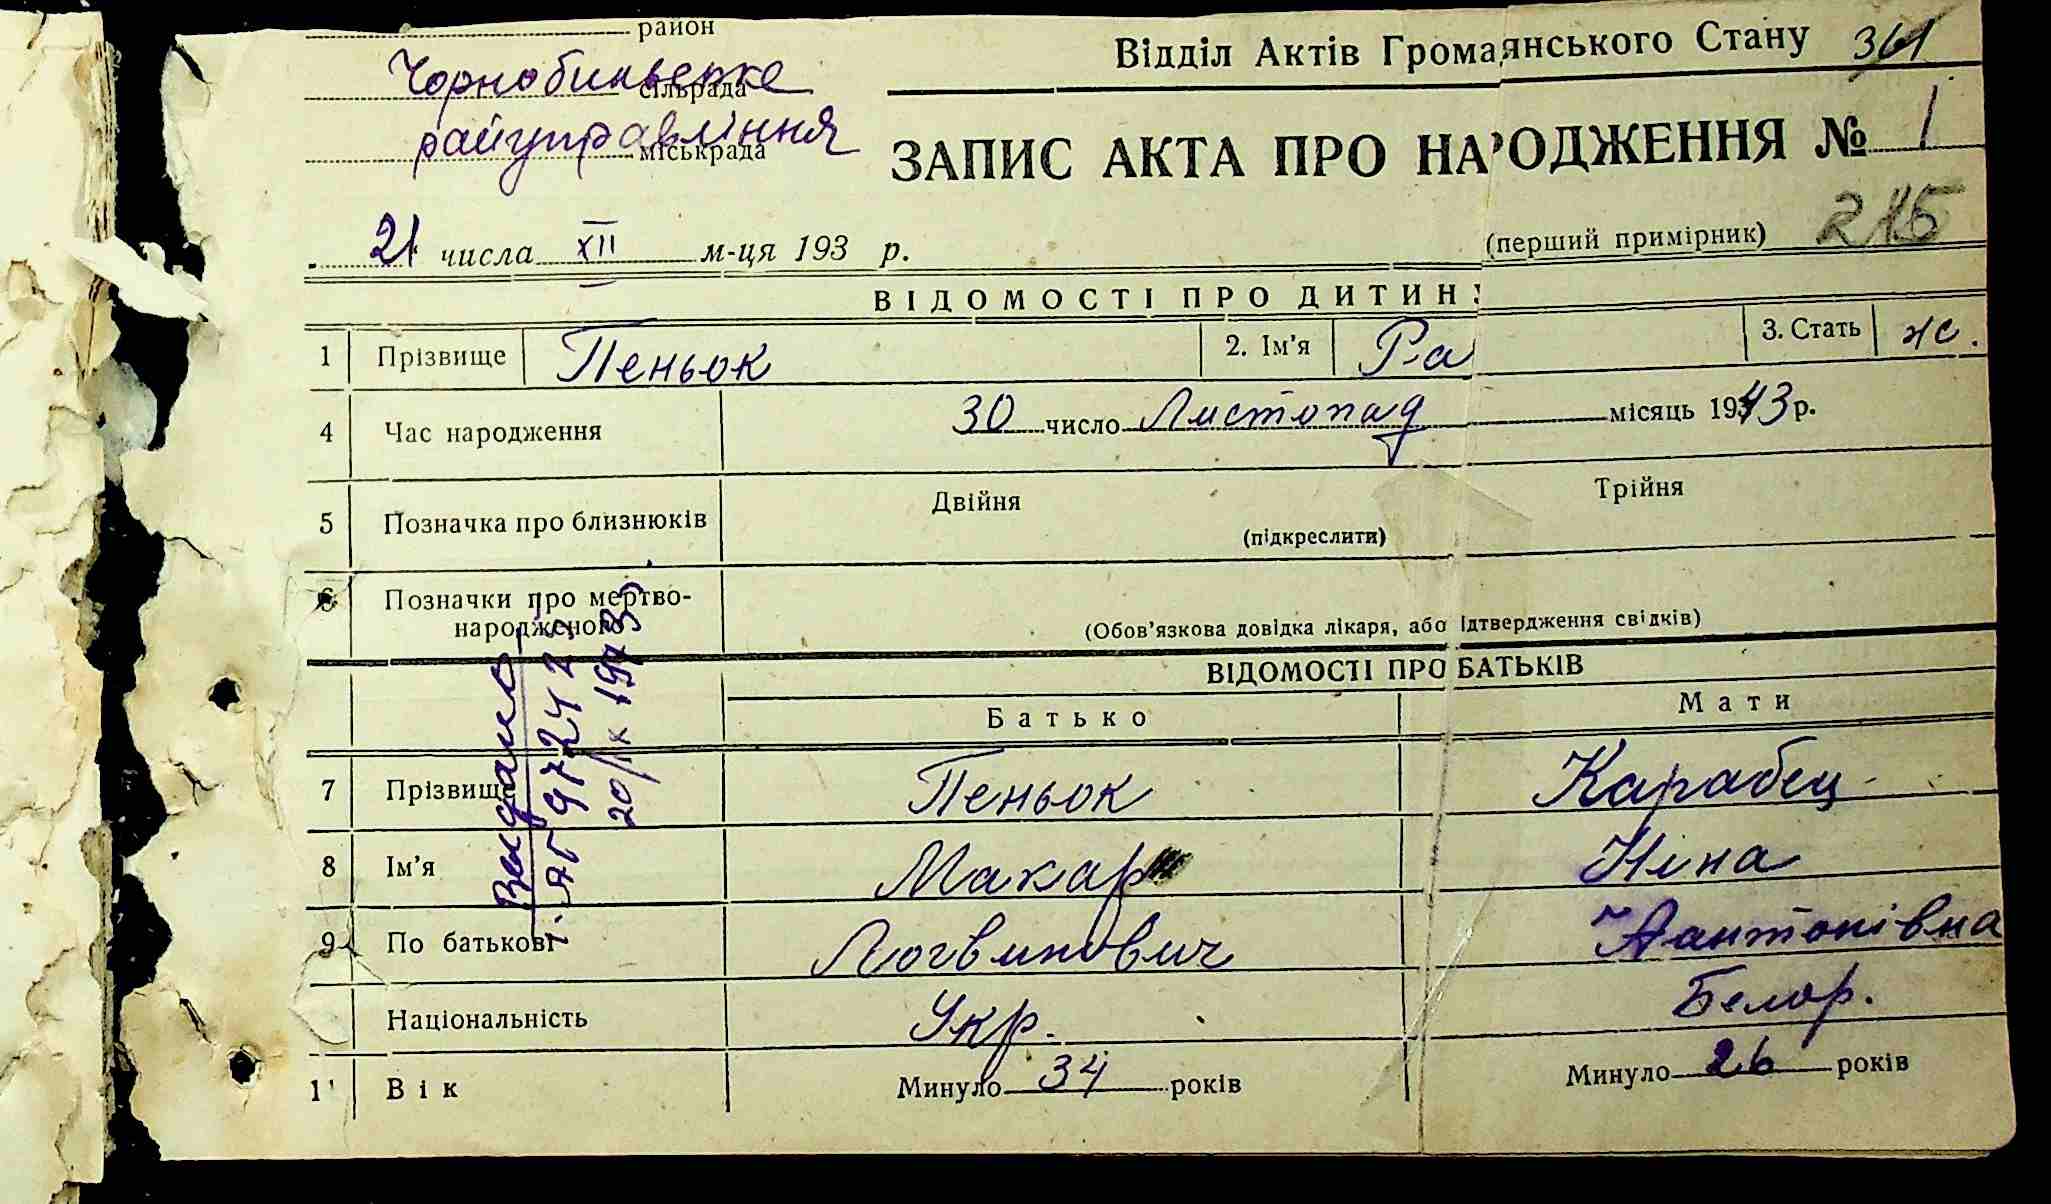 район
Відділ Актів Громадянського Стану 361
Чорнобильське
сільрада
райуправління
міськрада
ЗАПИС АКТА ПРО НАРОДЖЕННЯ № 1
21 числа XII м-ця 193 р.
(перший примірник) 215
ВІДОМОСТІ ПРО ДИТИНУ
1 Прізвище Пеньок 2. Ім’я 3. Стать ж.
4 Час народження 30 число Листопад місяць 1943 р.
5 Позначка про близнюків Двійня Трійня
(підкреслити)
6 Позначки про мертво-
народженого (Обов’язкова довідка лікаря, або підтвердження свідків)
ВІДОМОСТІ ПРО БАТЬКІВ
Батько Мати
7 Прізвище Пеньок Карабец
8 Ім’я Макар Ніна
9 По батькові Логвинович Антонівна
Національність Укр. Белор.
1 Вік Минуло 34 років Минуло 26 років